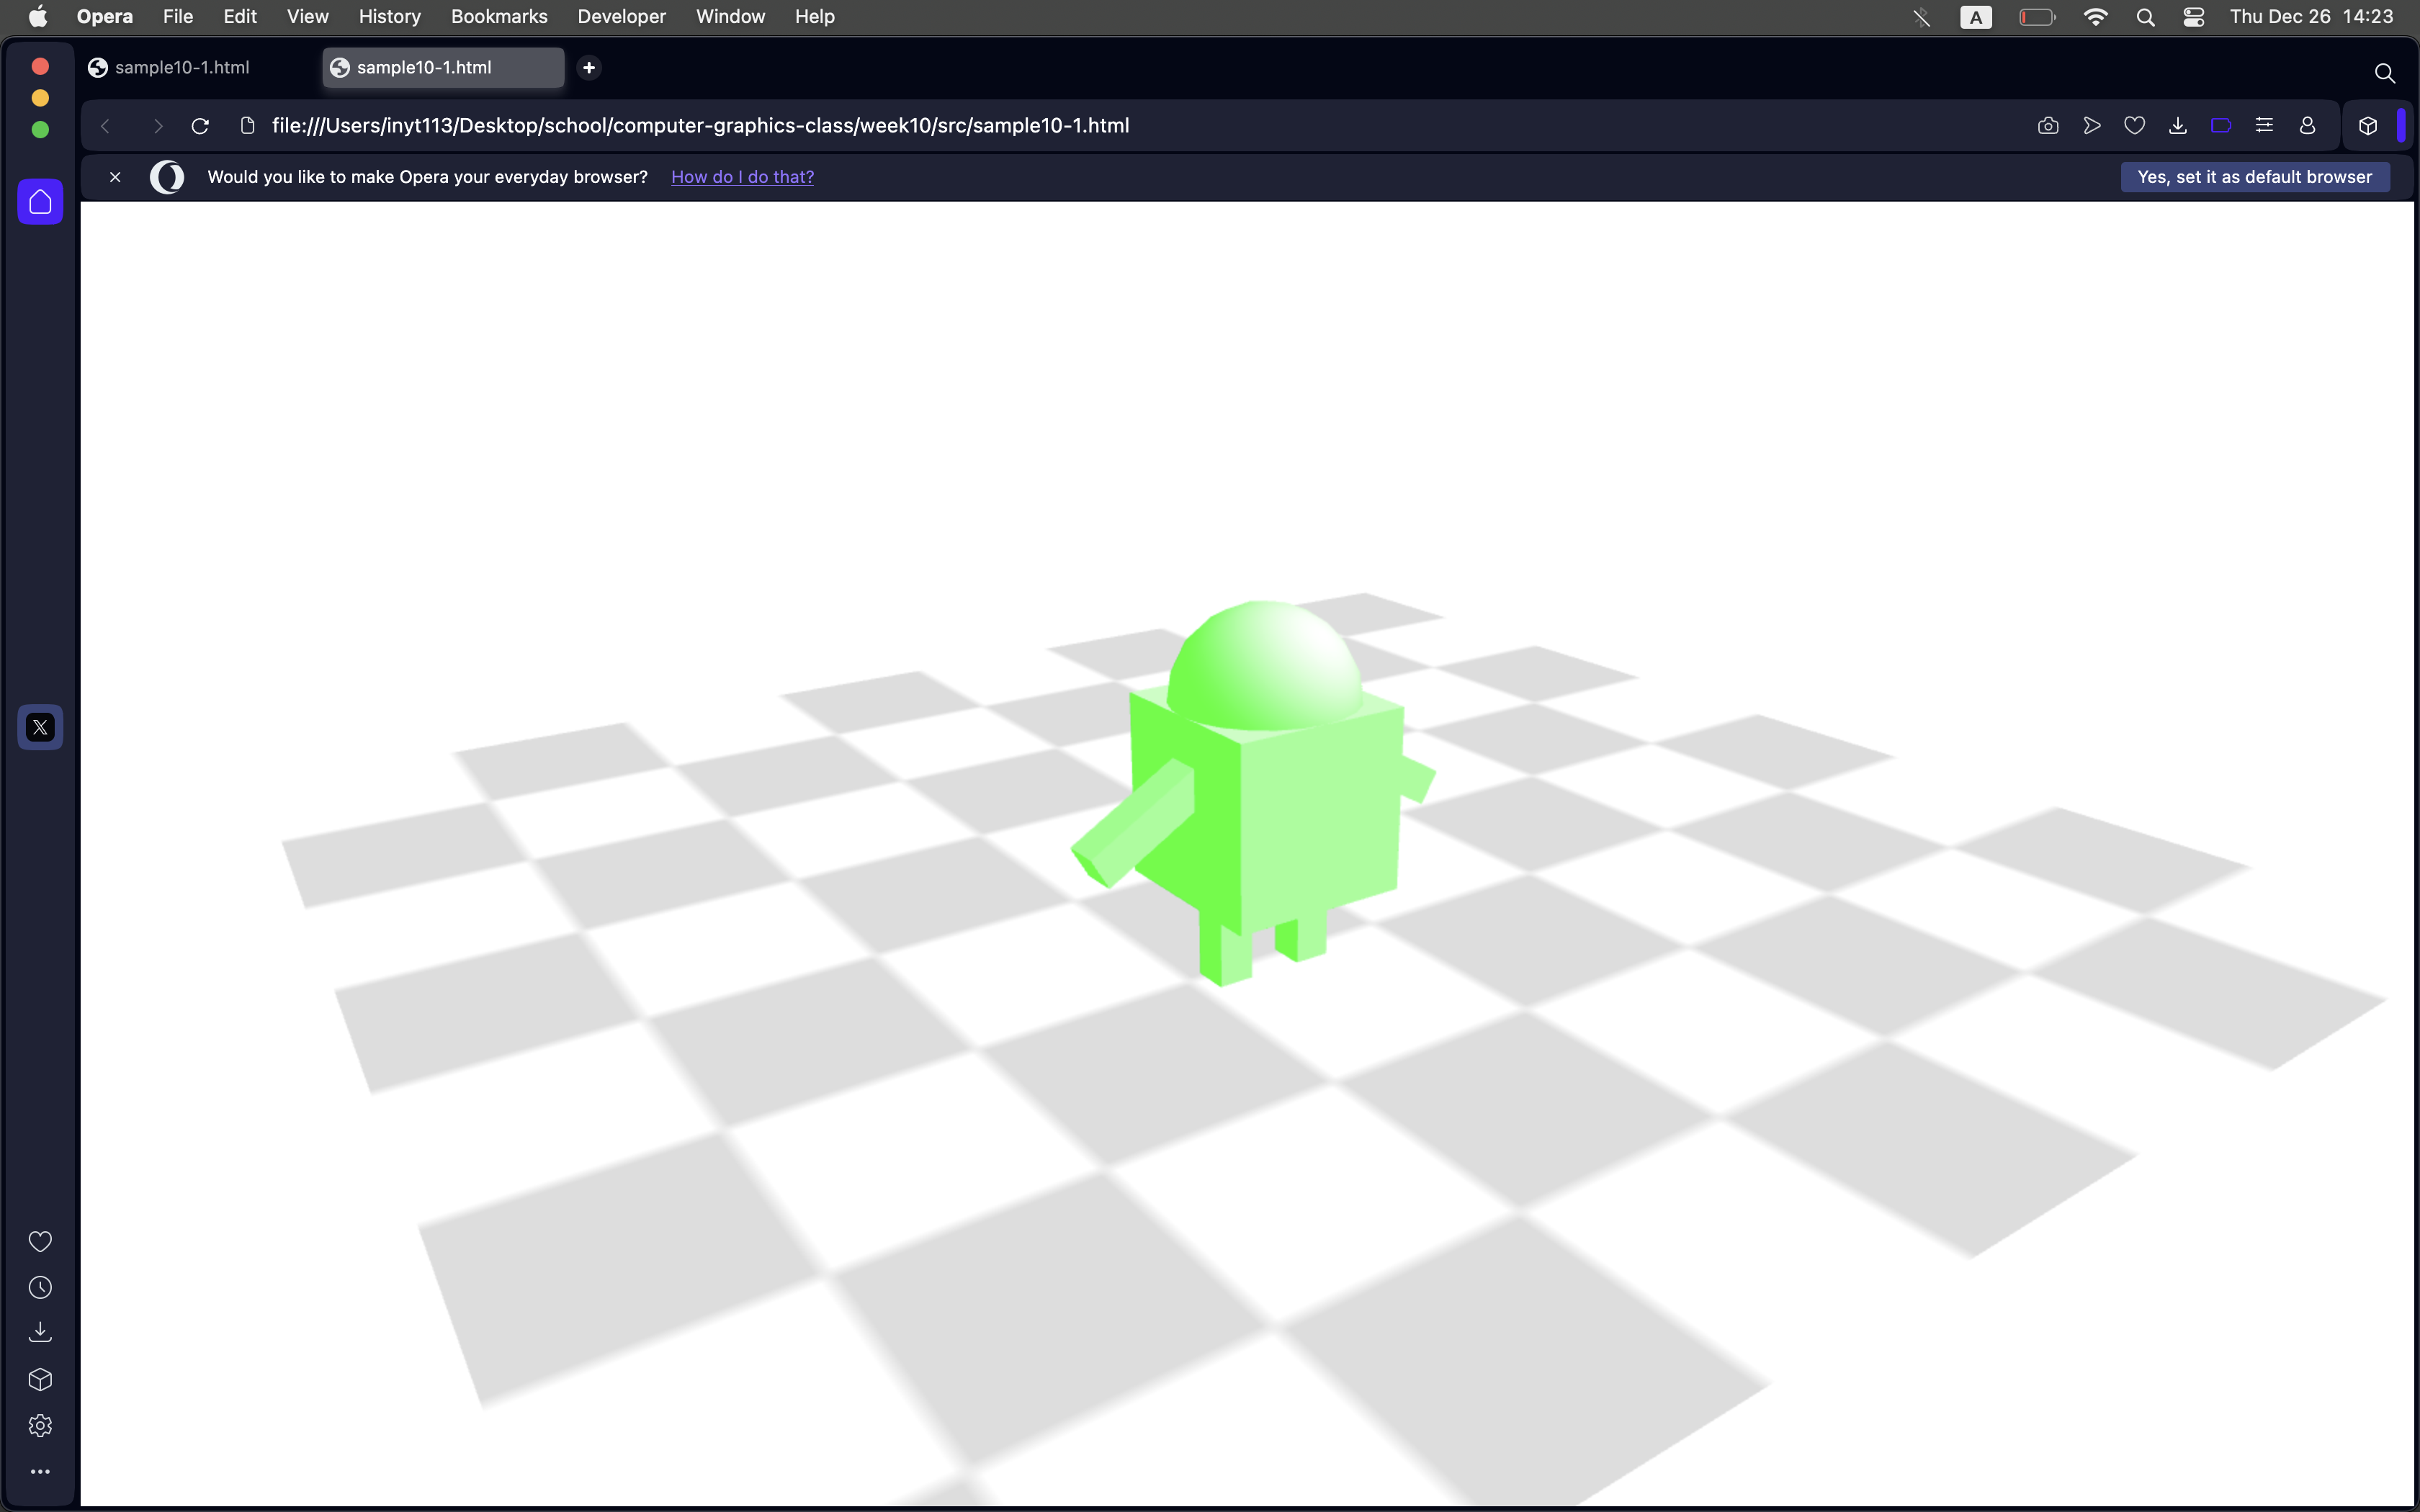 Opera File Edit View History Bookmarks Developer Window Help A Thu Dec 26 14:23
sample10-1.html sample10-1.html
file:///Users/inyt113/Desktop/school/computer-graphics-class/week10/src/sample10-1.html
Would you like to make Opera your everyday browser? How do I do that? Yes, set it as default browser